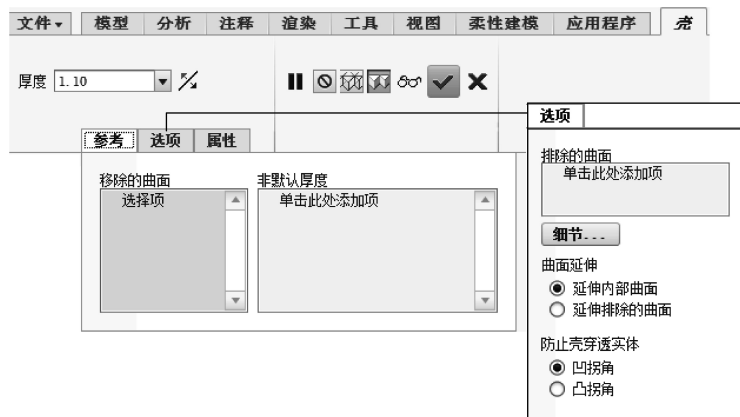 文件 模型 分析 注释 渲染 工具 视图 柔性建模 应用程序 壳
厚度 1.10
参考 选项 属性
移除的曲面 非默认厚度
选择项 单击此处添加项
选项
排除的曲面
单击此处添加项
细节...
曲面延伸
延伸内部曲面
延伸排除的曲面
防止壳穿透实体
凹拐角
凸拐角